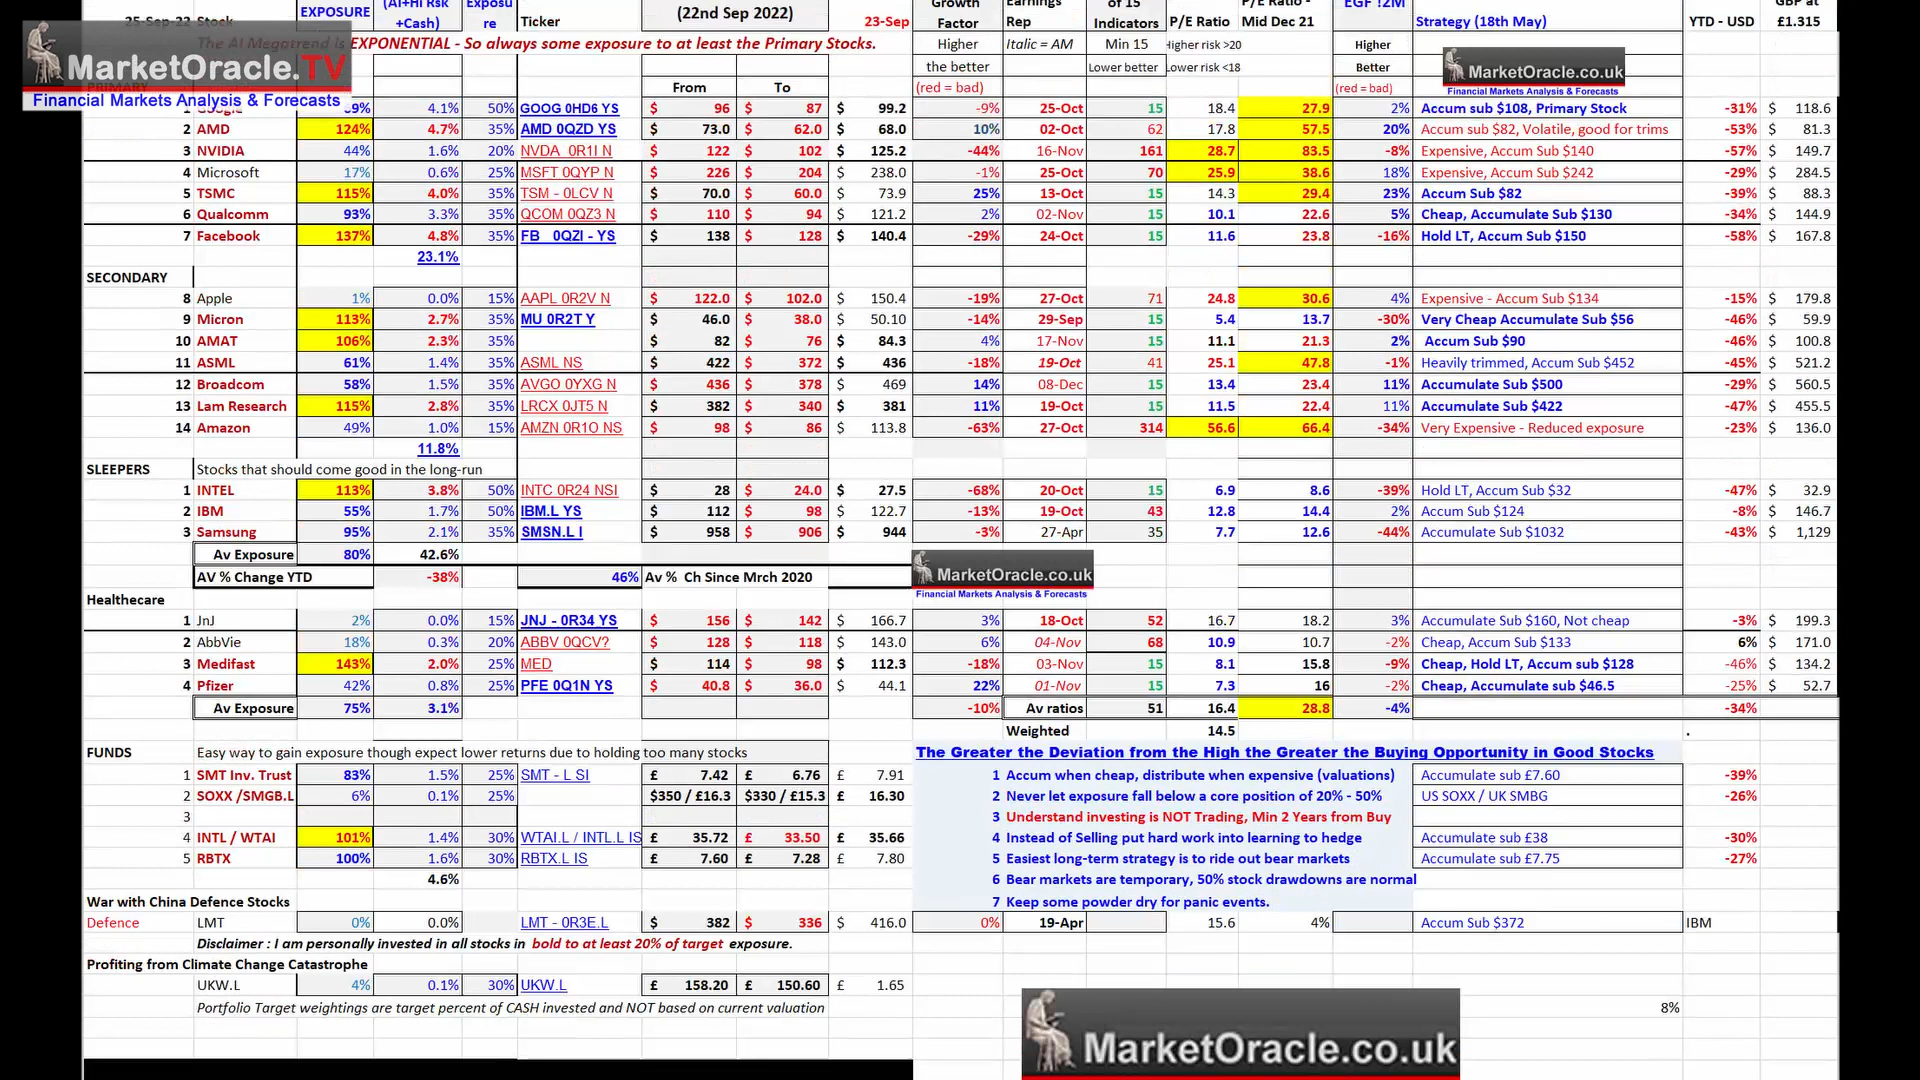 25-Sep-22 Stock EXPOSURE (AI+Hi Risk +Cash) Exposu re Ticker (22nd Sep 2022) 23-Sep Growth Factor Earnings Rep of 15 Indicators P/E Ratio P/E Ratio - Mid Dec 21 EGF !2M Strategy (18th May) YTD - USD GBP at £1.315
The AI Megatrend is EXPONENTIAL - So always some exposure to at least the Primary Stocks. Higher Italic = AM Min 15 Higher risk >20 Higher
MarketOracle.TV the better Lower better Lower risk <18 Better MarketOracle.co.uk
Financial Markets Analysis & Forecasts From To (red = bad) (red = bad) Financial Markets Analysis & Forecasts
4.1% 50% GOOG 0HD6 YS $ 96 $ 87 $ 99.2 -9% 25-Oct 15 18.4 27.9 2% Accum sub $108, Primary Stock -31% $ 118.6
2 AMD 124% 4.7% 35% AMD 0QZD YS $ 73.0 $ 62.0 $ 68.0 10% 02-Oct 62 17.8 57.5 20% Accum sub $82, Volatile, good for trims -53% $ 81.3
3 NVIDIA 44% 1.6% 20% NVDA 0R1I N $ 122 $ 102 $ 125.2 -44% 16-Nov 161 28.7 83.5 -8% Expensive, Accum Sub $140 -57% $ 149.7
4 Microsoft 17% 0.6% 25% MSFT 0QYP N $ 226 $ 204 $ 238.0 -1% 25-Oct 70 25.9 38.6 18% Expensive, Accum Sub $242 -29% $ 284.5
5 TSMC 115% 4.0% 35% TSM - 0LCV N $ 70.0 $ 60.0 $ 73.9 25% 13-Oct 15 14.3 29.4 23% Accum Sub $82 -39% $ 88.3
6 Qualcomm 93% 3.3% 35% QCOM 0QZ3 N $ 110 $ 94 $ 121.2 2% 02-Nov 15 10.1 22.6 5% Cheap, Accumulate Sub $130 -34% $ 144.9
7 Facebook 137% 4.8% 35% FB 0QZI - YS $ 138 $ 128 $ 140.4 -29% 24-Oct 15 11.6 23.8 -16% Hold LT, Accum Sub $150 -58% $ 167.8
23.1%
SECONDARY
8 Apple 1% 0.0% 15% AAPL 0R2V N $ 122.0 $ 102.0 $ 150.4 -19% 27-Oct 71 24.8 30.6 4% Expensive - Accum Sub $134 -15% $ 179.8
9 Micron 113% 2.7% 35% MU 0R2T Y $ 46.0 $ 38.0 $ 50.10 -14% 29-Sep 15 5.4 13.7 -30% Very Cheap Accumulate Sub $56 -46% $ 59.9
10 AMAT 106% 2.3% 35% $ 82 $ 76 $ 84.3 4% 17-Nov 15 11.1 21.3 2% Accum Sub $90 -46% $ 100.8
11 ASML 61% 1.4% 35% ASML NS $ 422 $ 372 $ 436 -18% 19-Oct 41 25.1 47.8 -1% Heavily trimmed, Accum Sub $452 -45% $ 521.2
12 Broadcom 58% 1.5% 35% AVGO 0YXG N $ 436 $ 378 $ 469 14% 08-Dec 15 13.4 23.4 11% Accumulate Sub $500 -29% $ 560.5
13 Lam Research 115% 2.8% 35% LRCX 0JT5 N $ 382 $ 340 $ 381 11% 19-Oct 15 11.5 22.4 11% Accumulate Sub $422 -47% $ 455.5
14 Amazon 49% 1.0% 15% AMZN 0R1O NS $ 98 $ 86 $ 113.8 -63% 27-Oct 314 56.6 66.4 -34% Very Expensive - Reduced exposure -23% $ 136.0
11.8%
SLEEPERS Stocks that should come good in the long-run
1 INTEL 113% 3.8% 50% INTC 0R24 NSI $ 28 $ 24.0 $ 27.5 -68% 20-Oct 15 6.9 8.6 -39% Hold LT, Accum Sub $32 -47% $ 32.9
2 IBM 55% 1.7% 50% IBM.L YS $ 112 $ 98 $ 122.7 -13% 19-Oct 43 12.8 14.4 2% Accum Sub $124 -8% $ 146.7
3 Samsung 95% 2.1% 35% SMSN.L I $ 958 $ 906 $ 944 -3% 27-Apr 35 7.7 12.6 -44% Accumulate Sub $1032 -43% $ 1,129
Av Exposure 80% 42.6%
AV % Change YTD -38% 46% Av % Ch Since Mrch 2020 MarketOracle.co.uk
Healthcare Financial Markets Analysis & Forecasts
1 JnJ 2% 0.0% 15% JNJ - 0R34 YS $ 156 $ 142 $ 166.7 3% 18-Oct 52 16.7 18.2 3% Accumulate Sub $160, Not cheap -3% $ 199.3
2 AbbVie 18% 0.3% 20% ABBV 0QCV? $ 128 $ 118 $ 143.0 6% 04-Nov 68 10.9 10.7 -2% Cheap, Accum Sub $133 6% $ 171.0
3 Medifast 143% 2.0% 25% MED $ 114 $ 98 $ 112.3 -18% 03-Nov 15 8.1 15.8 -9% Cheap, Hold LT, Accum sub $128 -46% $ 134.2
4 Pfizer 42% 0.8% 25% PFE 0Q1N YS $ 40.8 $ 36.0 $ 44.1 22% 01-Nov 15 7.3 16 -2% Cheap, Accumulate sub $46.5 -25% $ 52.7
Av Exposure 75% 3.1% -10% Av ratios 51 16.4 28.8 -4% -34%
Weighted 14.5 .
FUNDS Easy way to gain exposure though expect lower returns due to holding too many stocks The Greater the Deviation from the High the Greater the Buying Opportunity in Good Stocks
1 SMT Inv. Trust 83% 1.5% 25% SMT - L SI £ 7.42 £ 6.76 £ 7.91 1 Accum when cheap, distribute when expensive (valuations) Accumulate sub £7.60 -39%
2 SOXX /SMGB.L 6% 0.1% 25% $350 / £16.3 $330 / £15.3 £ 16.30 2 Never let exposure fall below a core position of 20% - 50% US SOXX / UK SMBG -26%
3 3 Understand investing is NOT Trading, Min 2 Years from Buy
4 INTL / WTAI 101% 1.4% 30% WTAI.L / INTL.L IS £ 35.72 £ 33.50 £ 35.66 4 Instead of Selling put hard work into learning to hedge Accumulate sub £38 -30%
5 RBTX 100% 1.6% 30% RBTX.L IS £ 7.60 £ 7.28 £ 7.80 5 Easiest long-term strategy is to ride out bear markets Accumulate sub £7.75 -27%
4.6% 6 Bear markets are temporary, 50% stock drawdowns are normal
War with China Defence Stocks 7 Keep some powder dry for panic events.
Defence LMT 0% 0.0% LMT - 0R3E.L $ 382 $ 336 $ 416.0 0% 19-Apr 15.6 4% Accum Sub $372 IBM
Disclaimer : I am personally invested in all stocks in bold to at least 20% of target exposure.
Profiting from Climate Change Catastrophe
UKW.L 4% 0.1% 30% UKW.L £ 158.20 £ 150.60 £ 1.65
Portfolio Target weightings are target percent of CASH invested and NOT based on current valuation 8%
MarketOracle.co.uk